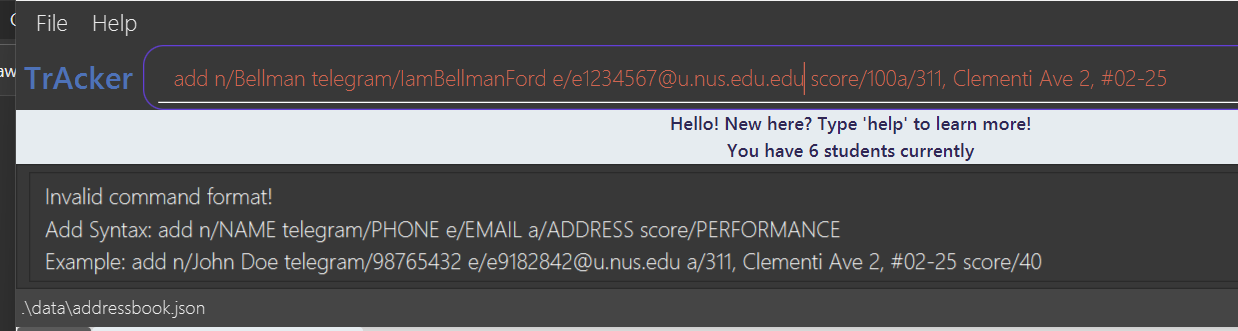 File Help
aw
TrAcker add n/Bellman telegram/IamBellmanFord e/e1234567@u.nus.edu.edu score/100a/311, Clementi Ave 2, #02-25
Hello! New here? Type 'help' to learn more!
You have 6 students currently
Invalid command format!
Add Syntax: add n/NAME telegram/PHONE e/EMAIL a/ADDRESS score/PERFORMANCE
Example: add n/John Doe telegram/98765432 e/e9182842@u.nus.edu a/311, Clementi Ave 2, #02-25 score/40
.\data\addressbook.json